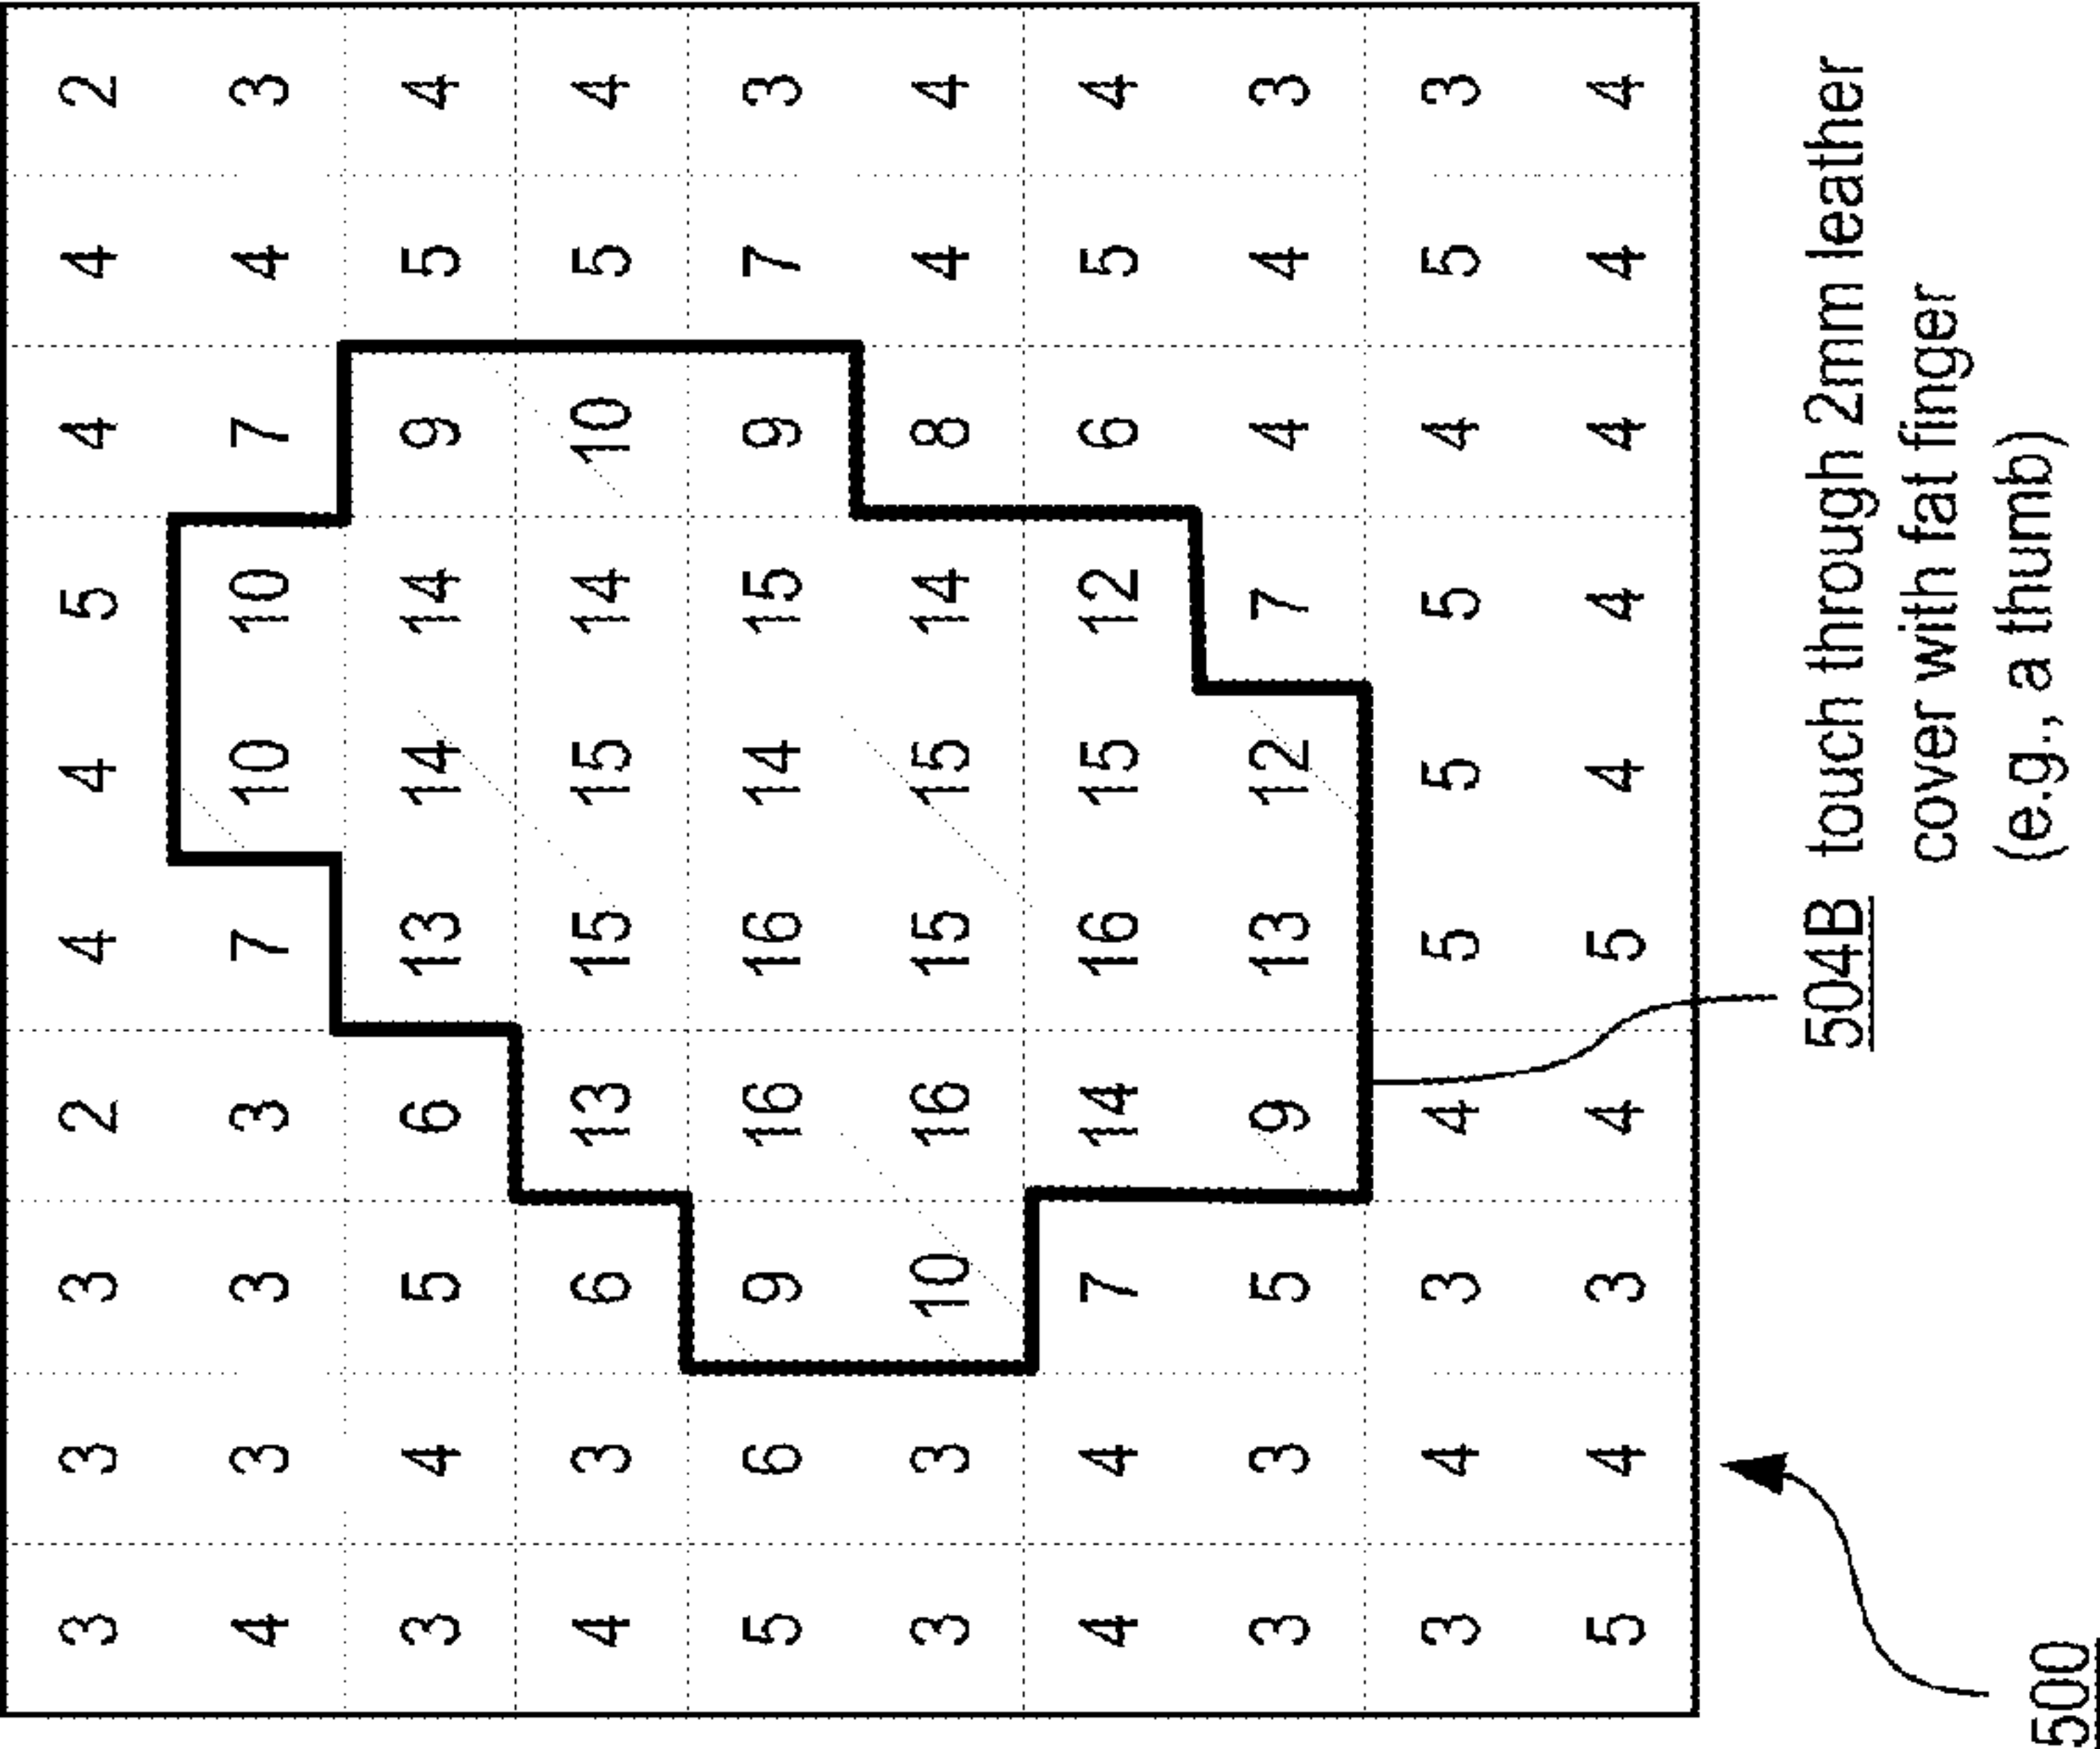 3 3 3 2 4 4 5 4 4 2
4 3 3 3 7 10 10 7 4 3
3 4 5 6 13 14 14 9 5 4
4 3 6 13 15 15 14 10 5 4
5 6 9 16 16 14 15 9 7 3
3 3 10 16 15 15 14 8 4 4
4 4 7 14 16 15 12 6 5 4
3 3 5 9 13 12 7 4 4 3
3 4 3 4 5 5 5 4 5 3
5 4 3 4 5 4 4 4 4 4
504B touch through 2mm leather
cover with fat finger
(e.g., a thumb)
500